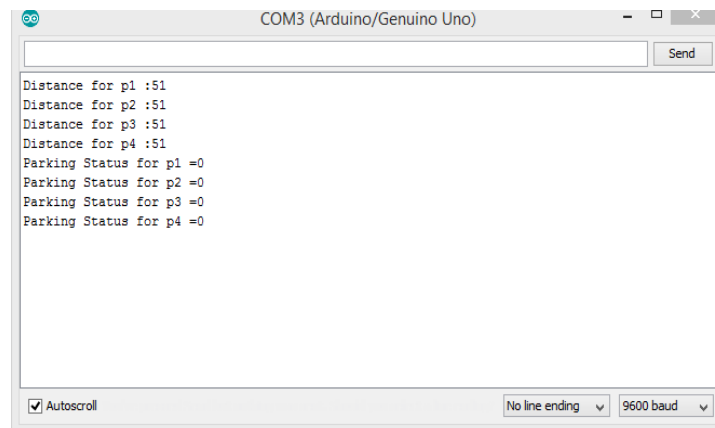 COM3 (Arduino/Genuino Uno)
Send
Distance for p1 :51
Distance for p2 :51
Distance for p3 :51
Distance for p4 :51
Parking Status for p1 =0
Parking Status for p2 =0
Parking Status for p3 =0
Parking Status for p4 =0
Autoscroll
No line ending
9600 baud